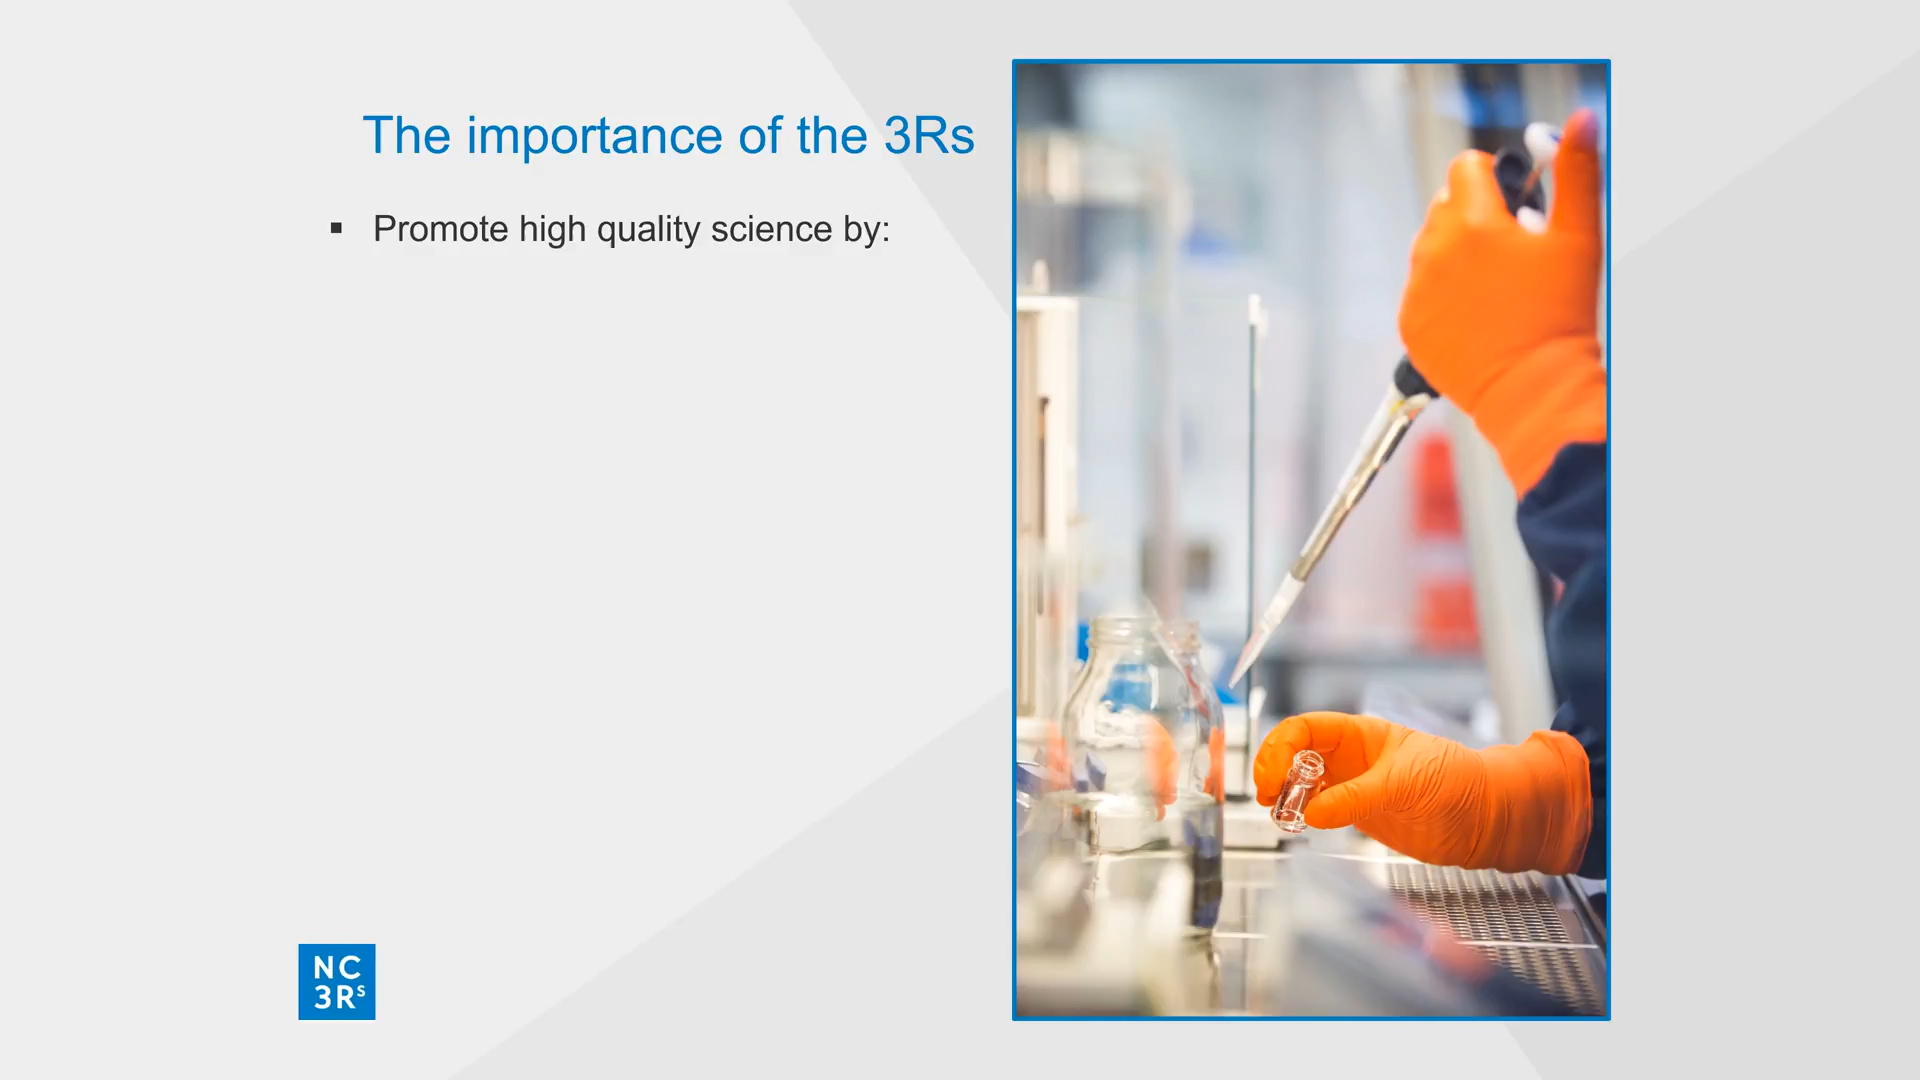 The importance of the 3Rs
▪ Promote high quality science by:
NC
3Rs